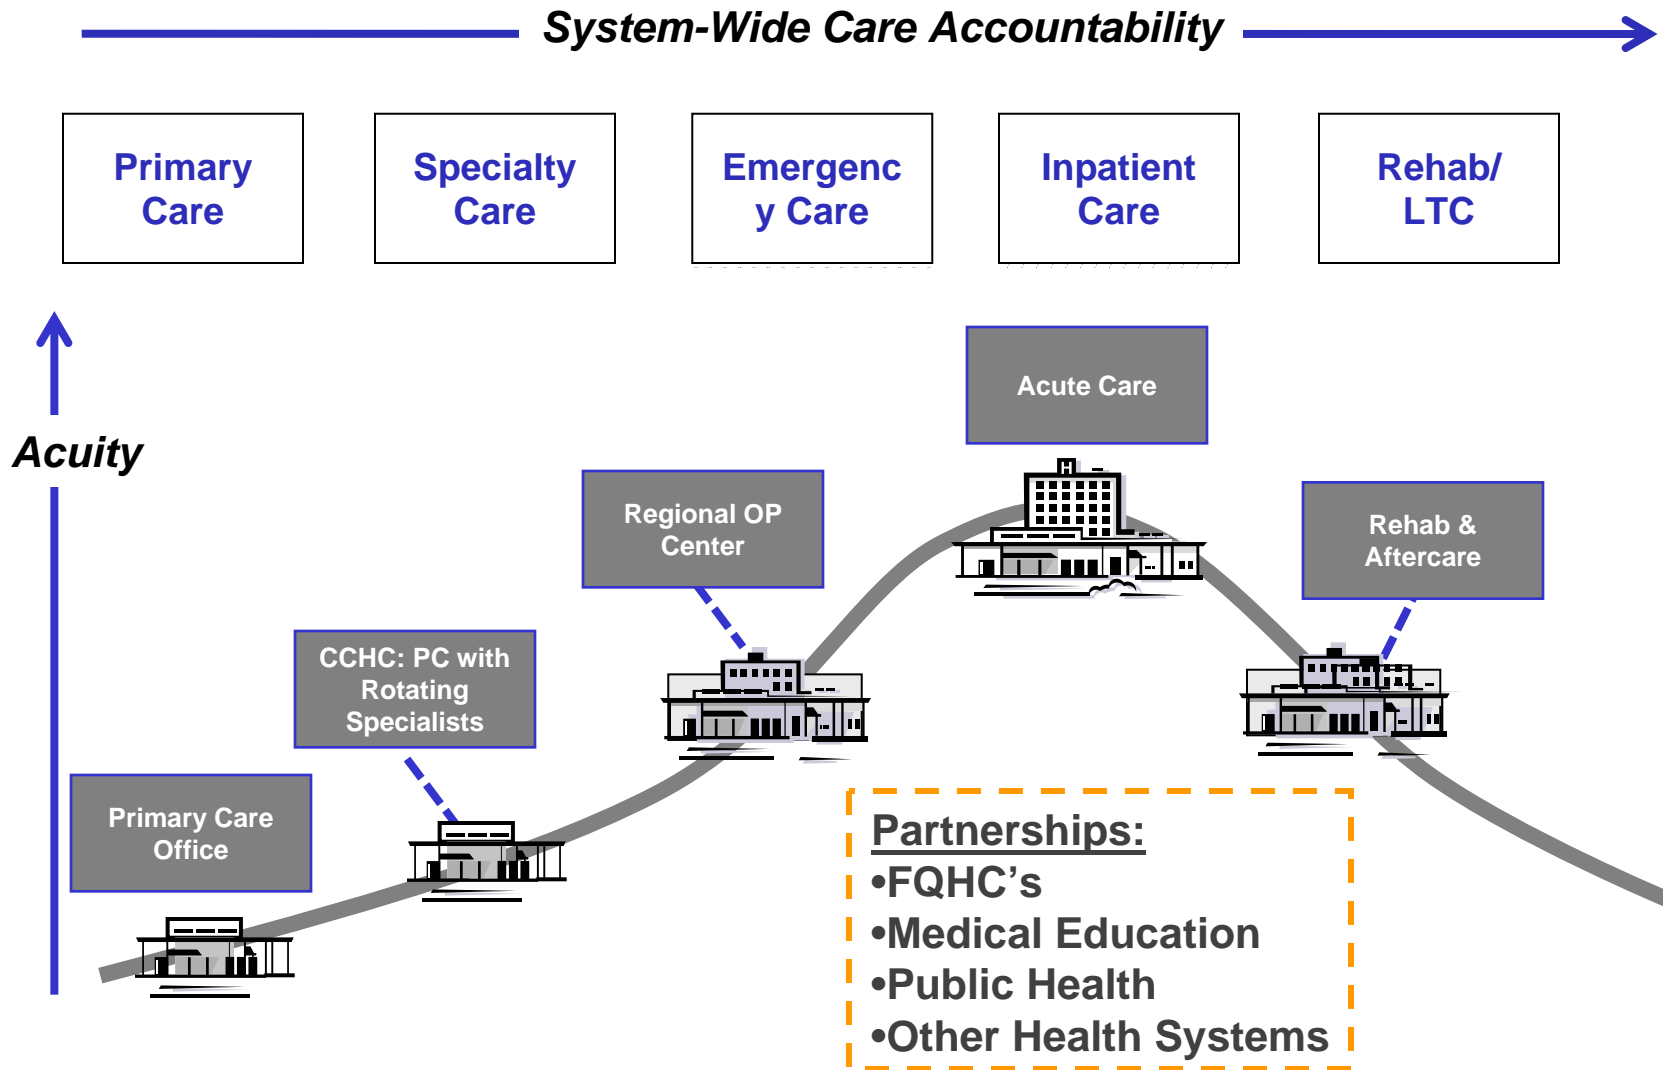 System-Wide Care Accountability
Primary
Care
Specialty
Care
Emergenc
y Care
Inpatient
Care
Rehab/
LTC
Acuity
Acute Care
Regional OP
Center
Rehab &
Aftercare
CCHC: PC with
Rotating
Specialists
Primary Care
Office
H
Partnerships:
•FQHC's
•Medical Education
•Public Health
•Other Health Systems